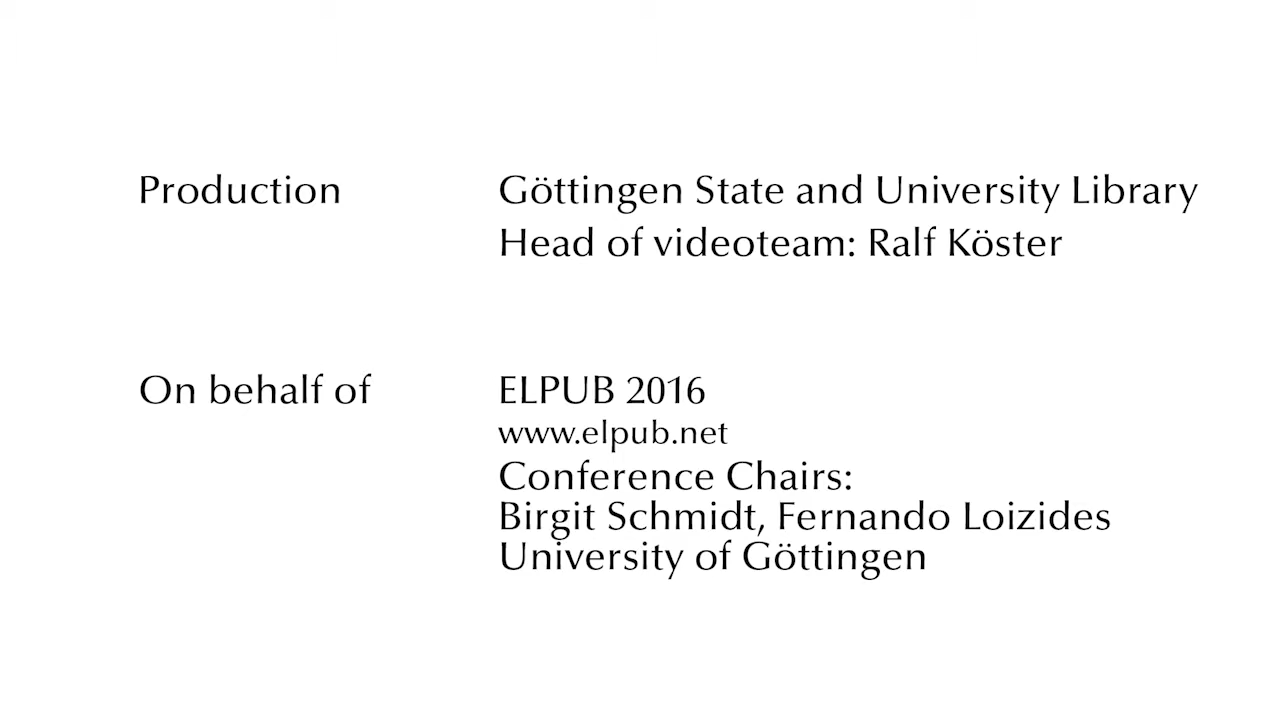 Production
Göttingen State and University Library
Head of videoteam: Ralf Köster
On behalf of
ELPUB 2016
www.elpub.net
Conference Chairs:
Birgit Schmidt, Fernando Loizides
University of Göttingen